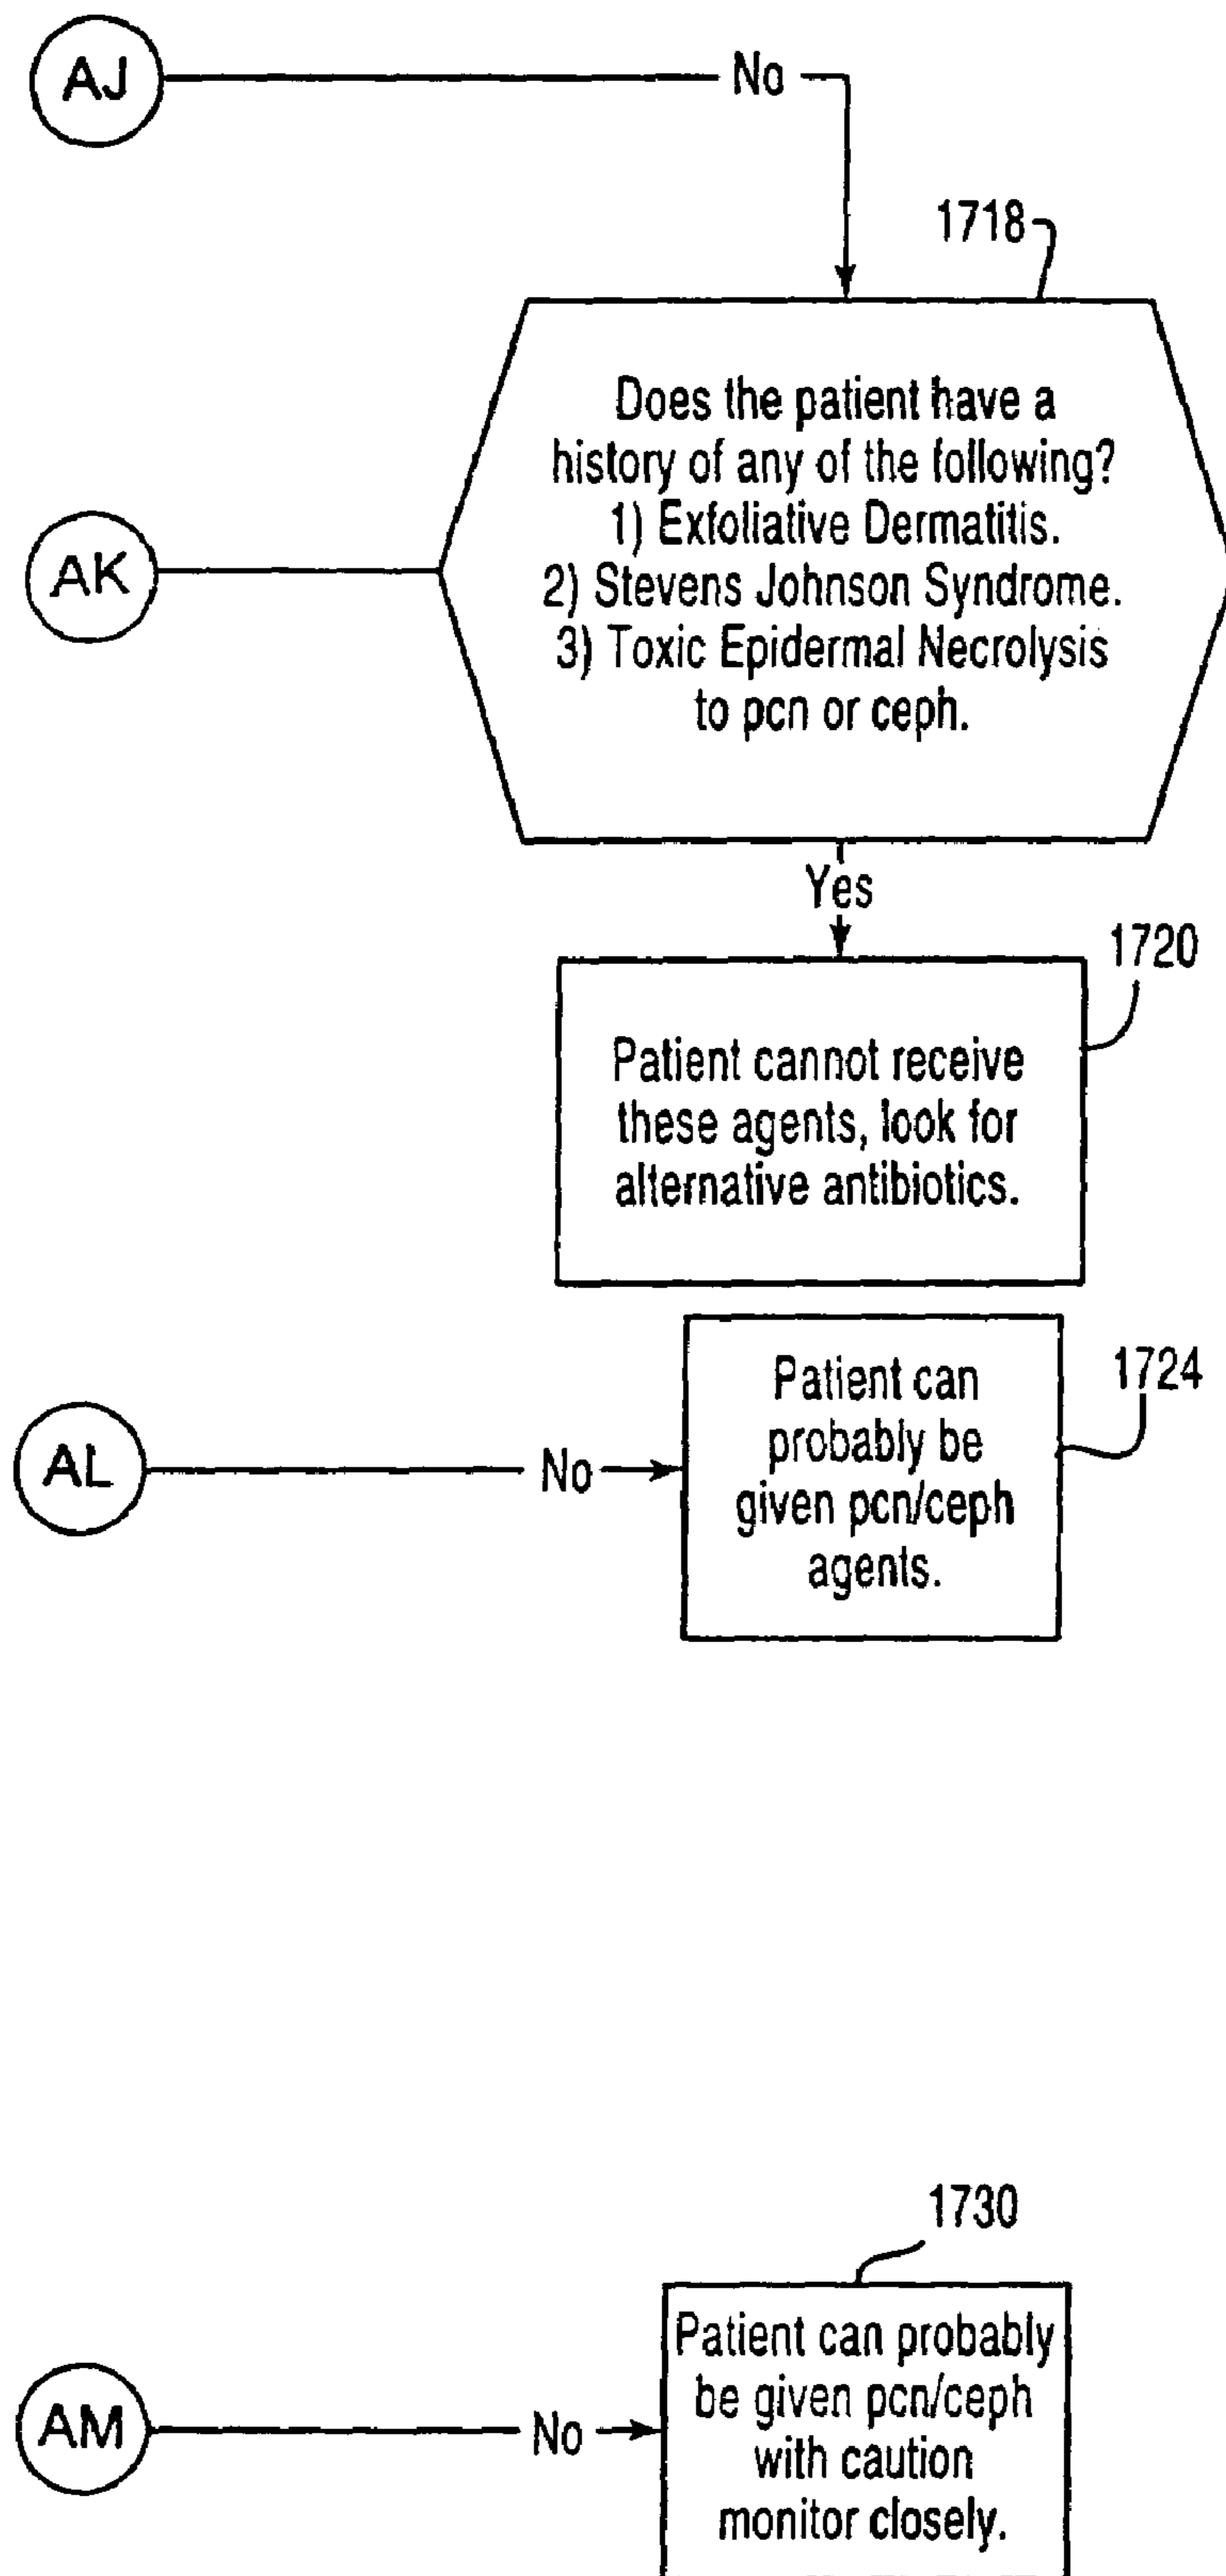 AJ
No
1718
Does the patient have a
history of any of the following?
1) Exfoliative Dermatitis.
2) Stevens Johnson Syndrome.
3) Toxic Epidermal Necrolysis
to pcn or ceph.
AK
Yes
1720
Patient cannot receive
these agents, look for
alternative antibiotics.
AL
No
1724
Patient can
probably be
given pcn/ceph
agents.
1730
AM
No
Patient can probably
be given pcn/ceph
with caution
monitor closely.